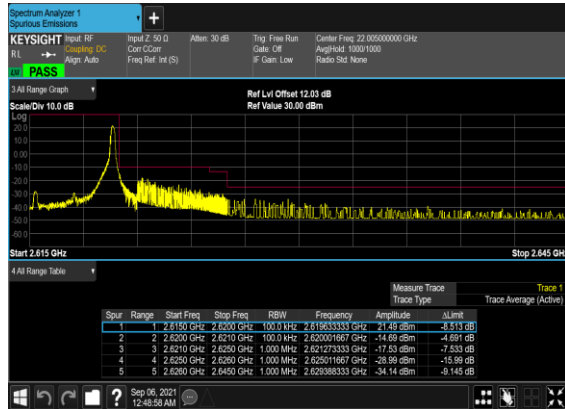 Spectrum Analyzer 1
Spurious Emissions
KEYSIGHT Input: RF Input Z: 50 Ω Atten: 30 dB Trig: Free Run Center Freq: 22.005000000 GHz
RL Coupling: DC Corr CCorr Gate: Off Avg|Hold: 1000/1000
Align: Auto Freq Ref: Int (S) IF Gain: Low Radio Std: None
PASS
3 All Range Graph
Ref Lvl Offset 12.03 dB
Scale/Div 10.0 dB Ref Value 30.00 dBm
Log
20.0
10.0
0.00
-10.0
-20.0
-30.0
-40.0
-50.0
-60.0
Start 2.615 GHz Stop 2.645 GH
4 All Range Table
Measure Trace Trace 1
Trace Type Trace Average (Active)
Spur Range Start Freq Stop Freq RBW Frequency Amplitude ΔLimit
1 1 2.6150 GHz 2.6200 GHz 100.0 kHz 2.619633333 GHz 21.49 dBm -8.513 dB
2 2 2.6200 GHz 2.6210 GHz 100.0 kHz 2.620001667 GHz -14.69 dBm -4.691 dB
3 3 2.6210 GHz 2.6250 GHz 1.000 MHz 2.621273333 GHz -17.53 dBm -7.533 dB
4 4 2.6250 GHz 2.6260 GHz 1.000 MHz 2.625011667 GHz -28.99 dBm -15.99 dB
5 5 2.6260 GHz 2.6450 GHz 1.000 MHz 2.629388333 GHz -34.14 dBm -9.145 dB
Sep 06, 2021
12:48:58 AM